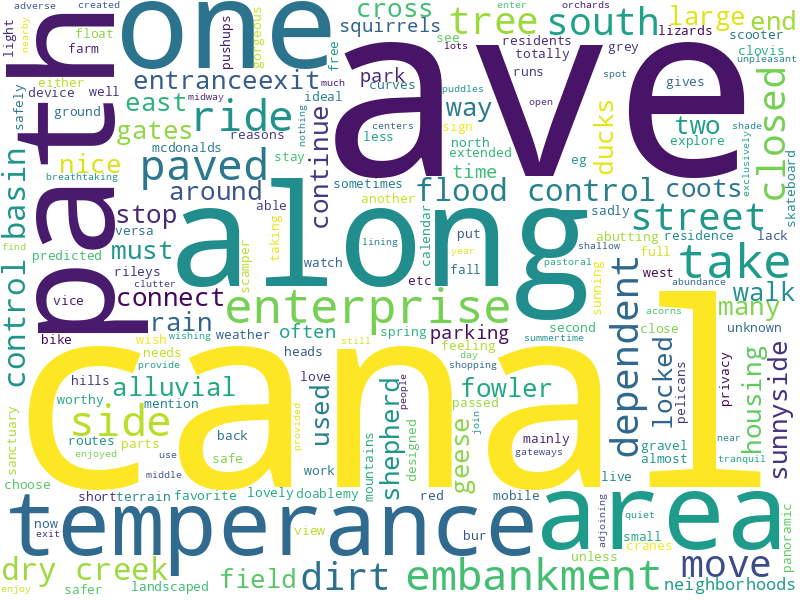 adverse
created
nearby
float
farm
light
device
well
ground
safely
path
one
gorgeous
pushups
free
cross
squirrels
see
residents
totally
runs
tree
south
large
end
lizards
orchards
scooter
clovis
unpleasant
lots
grey
enter
entranceexit
park
much
curves
puddles
farm
ave
open
spot
gives
closed
east
ride
midway
ideal
way
gates
mcdonalds
reasons
nothing
centers
less
sign
north
extended
time
eg
ducks
two
explore
shade
exclusively
skateboard
nice
paved
stay
continue
breathtaking
around
able
sometimes
another
flood control
coots
control basin
stop
versa
must
along
taking
scamper
lining
watch
calendar
put
year
fall
sadly
shallow
pastoral
street
abutting
residence
lack
predicted
rileys
clutter
vice
connect
bike
etc
sunning
full
west
abundance
take
walk
rain
wish
wishing
weather
enterprise
often
spring
parking
second
summertime
still
dependent
acorns
close
many
unknown
hills
needs
provide
feeling
day
heads
love
shopping
passed
locked
almost
pelicans
privacy
housing
sunnyside
worthy
alluvial
mention
used
people
shepherd
fowler
side
routes
parts
enjoyed
use
middle
back
safe
provided
canal
work
mountains
designed
join
geese
mainly
gateways
gravel
near
tranquil
live
sanctuary
choose
short
terrain
favorite
lovely
doablemy
red
mobile
now
exit
temperance
view
bur
area
adjoining
quiet
small
cranes
unless
panoramic
dry creek
enjoy
safer
landscaped
field
dirt
embankment
move
neighborhoods